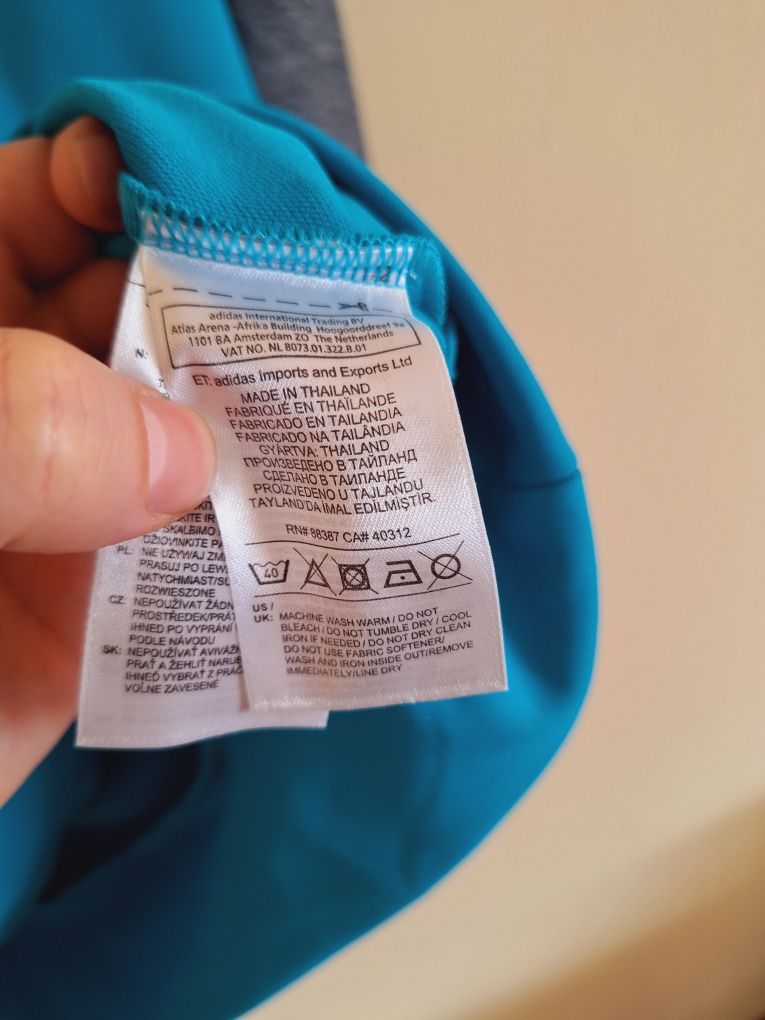 adidas International Trading BV
Atlas Arena -Afrika Building Hoogoorddreef 9a
1101 BA Amsterdam ZO The Netherlands
VAT NO. NL 8073.01.322.B.01
ET: adidas Imports and Exports Ltd
MADE IN THAILAND
FABRIQUÉ EN THAÏLANDE
FABRICADO EN TAILANDIA
FABRICADO NA TAILÂNDIA
GYÁRTVA: THAILAND
ПРОИЗВЕДЕНО В ТАЙЛАНД
СДЕЛАНО В ТАИЛАНДЕ
PROIZVEDENO U TAJLANDU
TAYLAND'DA İMAL EDİLMİŞTİR.
RN# 88387 CA# 40312
40
US /
UK: MACHINE WASH WARM / DO NOT
BLEACH / DO NOT TUMBLE DRY / COOL
IRON IF NEEDED / DO NOT DRY CLEAN
DO NOT USE FABRIC SOFTENER/
WASH AND IRON INSIDE OUT/REMOVE
IMMEDIATELY/LINE DRY
N:
SKALBIMO
DŽIOVINKITE
PL: NIE UŻYWAJ
PRASUJ PO
NATYCHMIAST/
ROZWIESZONE
CZ: NEPOUŽÍVAT
PROSTŘEDEK/
IHNED PO VYPRÁNÍ
PODLE NÁVODU
SK: NEPOUŽÍVAŤ
PRAŤ A ŽEHLIŤ
IHNEĎ VYBRAŤ Z
VOĽNE ZAVESENÉ